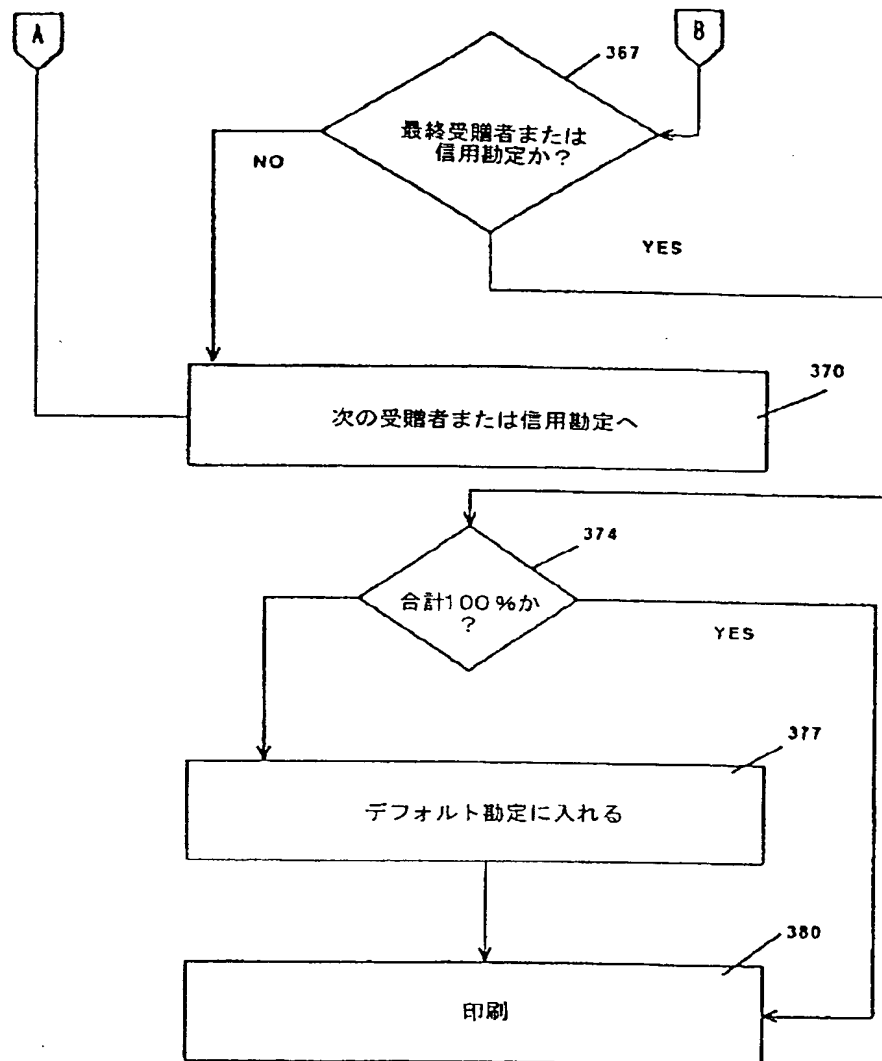 A
B
367
最終受贈者または
信用勘定か？
NO
YES
370
次の受贈者または信用勘定へ
374
合計100%か
？
YES
377
デフォルト勘定に入れる
380
印刷